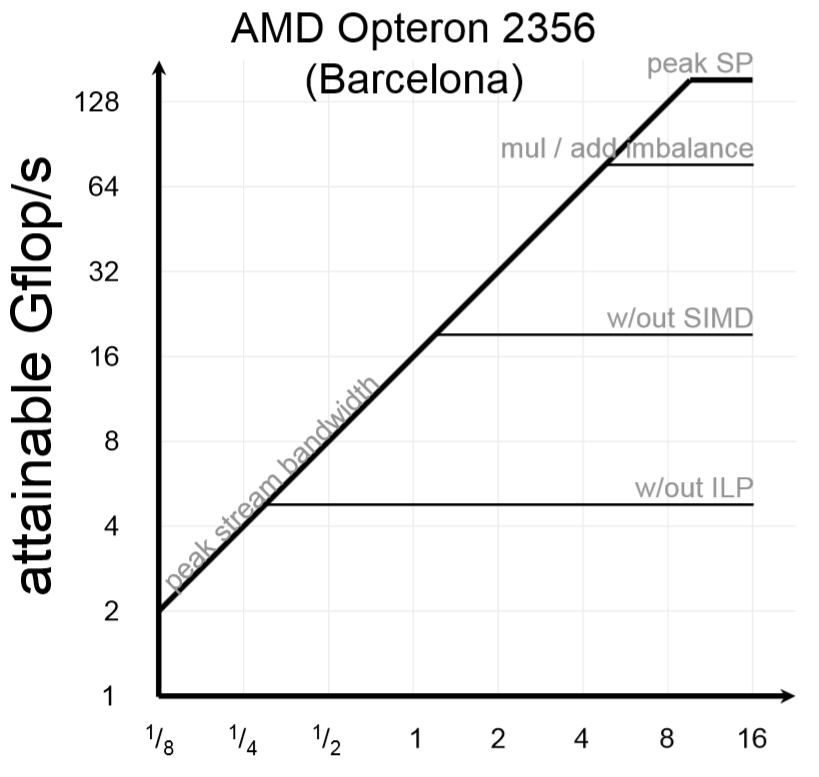 AMD Opteron 2356
(Barcelona)
attainable Gflop/s
128
64
32
16
8
4
2
1
peak SP
mul / add imbalance
w/out SIMD
w/out ILP
peak stream bandwidth
1/8 1/4 1/2 1 2 4 8 16